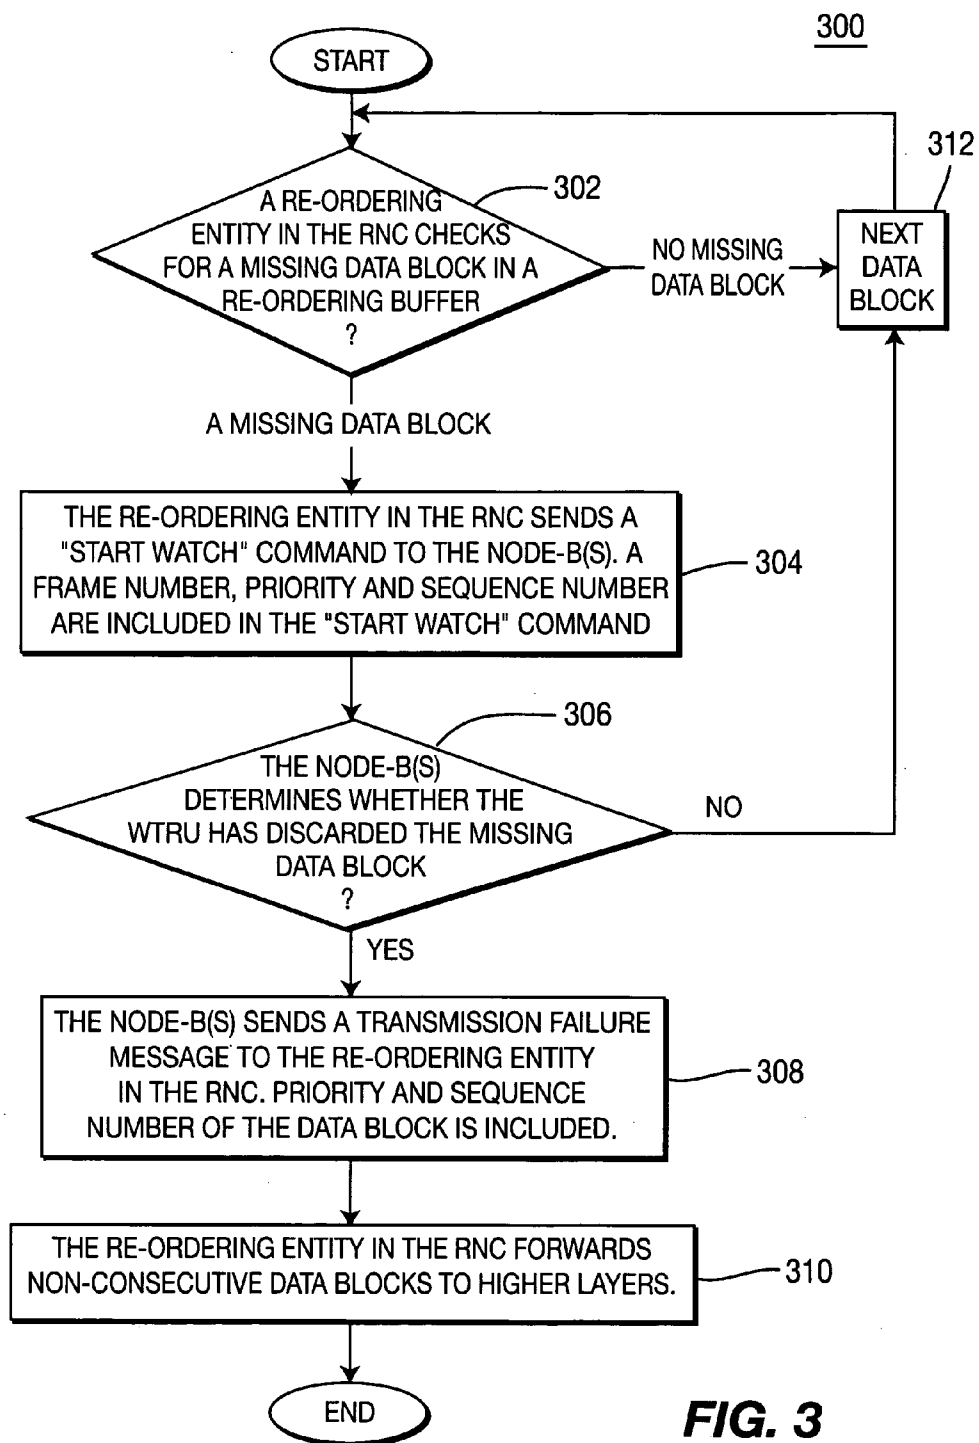 300
START
A RE-ORDERING
ENTITY IN THE RNC CHECKS
FOR A MISSING DATA BLOCK IN A
RE-ORDERING BUFFER
?
302
NO MISSING
DATA BLOCK
312
NEXT
DATA
BLOCK
A MISSING DATA BLOCK
THE RE-ORDERING ENTITY IN THE RNC SENDS A
"START WATCH" COMMAND TO THE NODE-B(S). A
FRAME NUMBER, PRIORITY AND SEQUENCE NUMBER
ARE INCLUDED IN THE "START WATCH" COMMAND
304
306
THE NODE-B(S)
DETERMINES WHETHER THE
WTRU HAS DISCARDED THE MISSING
DATA BLOCK
?
NO
YES
THE NODE-B(S) SENDS A TRANSMISSION FAILURE
MESSAGE TO THE RE-ORDERING ENTITY
IN THE RNC. PRIORITY AND SEQUENCE
NUMBER OF THE DATA BLOCK IS INCLUDED.
308
THE RE-ORDERING ENTITY IN THE RNC FORWARDS
NON-CONSECUTIVE DATA BLOCKS TO HIGHER LAYERS.
310
END
FIG. 3